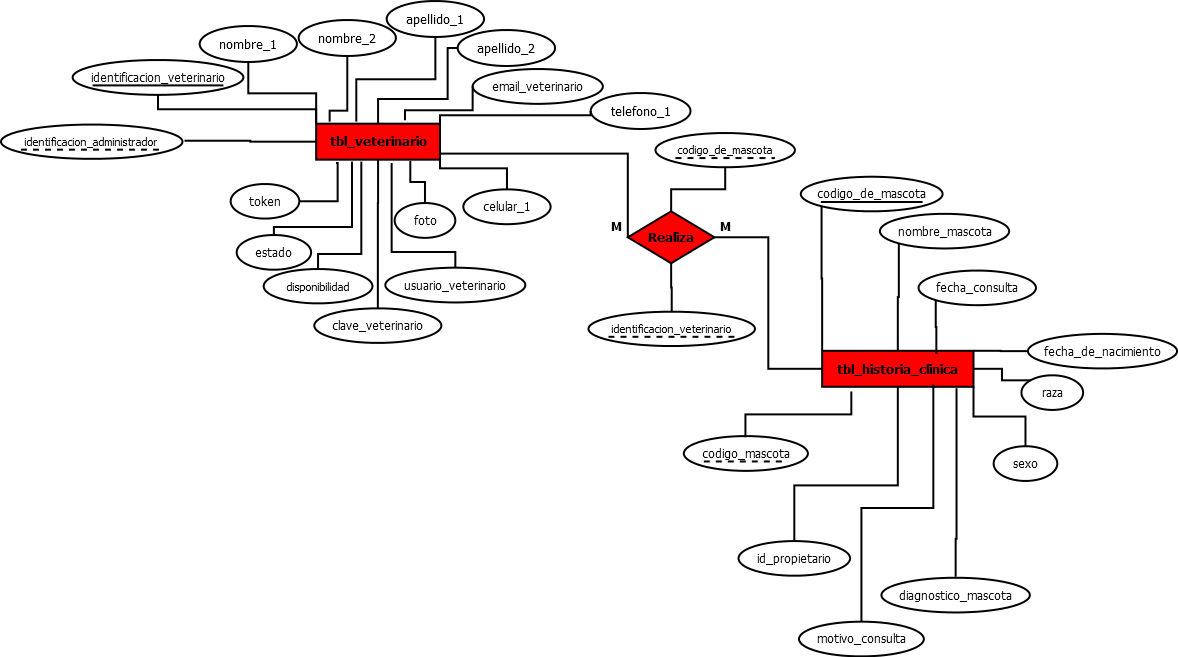 apellido_1
nombre_2
nombre_1
apellido_2
identificacion_veterinario
email_veterinario
telefono_1
identificacion_administrador
tbl_veterinario
codigo_de_mascota
token
celular_1
foto
estado
disponibilidad
usuario_veterinario
clave_veterinario
M
Realiza
M
identificacion_veterinario
codigo_de_mascota
nombre_mascota
fecha_consulta
fecha_de_nacimiento
tbl_historia_clinica
raza
codigo_mascota
sexo
id_propietario
diagnostico_mascota
motivo_consulta